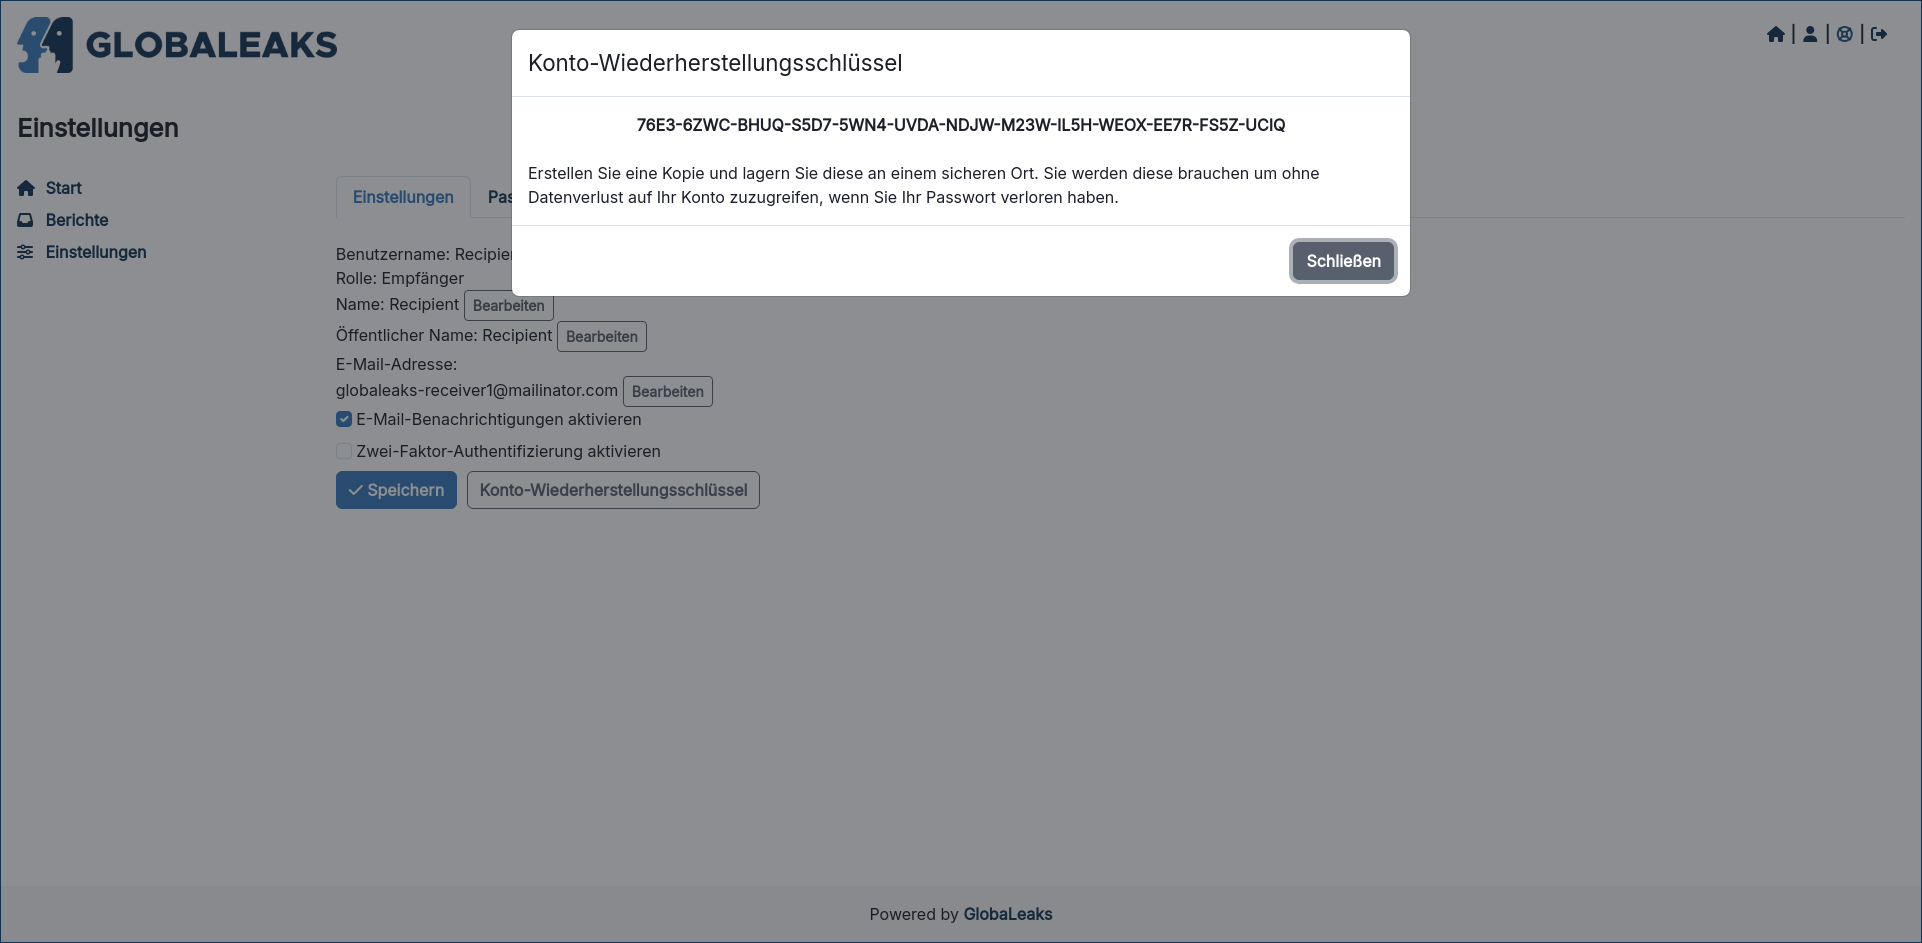 GLOBALEAKS
Konto-Wiederherstellungsschlüssel
76E3-6ZWC-BHUQ-S5D7-5WN4-UVDA-NDJW-M23W-IL5H-WEOX-EE7R-FS5Z-UCIQ
Erstellen Sie eine Kopie und lagern Sie diese an einem sicheren Ort. Sie werden diese brauchen um ohne
Datenverlust auf Ihr Konto zuzugreifen, wenn Sie Ihr Passwort verloren haben.
Schließen
Einstellungen
Start
Berichte
Einstellungen
Einstellungen
Benutzername:
Rolle: Empfänger
Name: Recipient Bearbeiten
Öffentlicher Name: Recipient Bearbeiten
E-Mail-Adresse:
globaleaks-receiver1@mailinator.com Bearbeiten
E-Mail-Benachrichtigungen aktivieren
Zwei-Faktor-Authentifizierung aktivieren
Speichern Konto-Wiederherstellungsschlüssel
Powered by GlobaLeaks